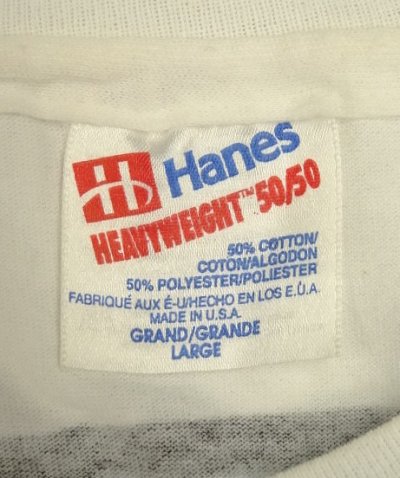 H Hanes
HEAVYWEIGHT™ 50/50
50% COTTON/
COTON/ALGODON
50% POLYESTER/POLIESTER
FABRIQUÉ AUX É-U/HECHO EN LOS E.U.A.
MADE IN U.S.A.
GRAND/GRANDE
LARGE